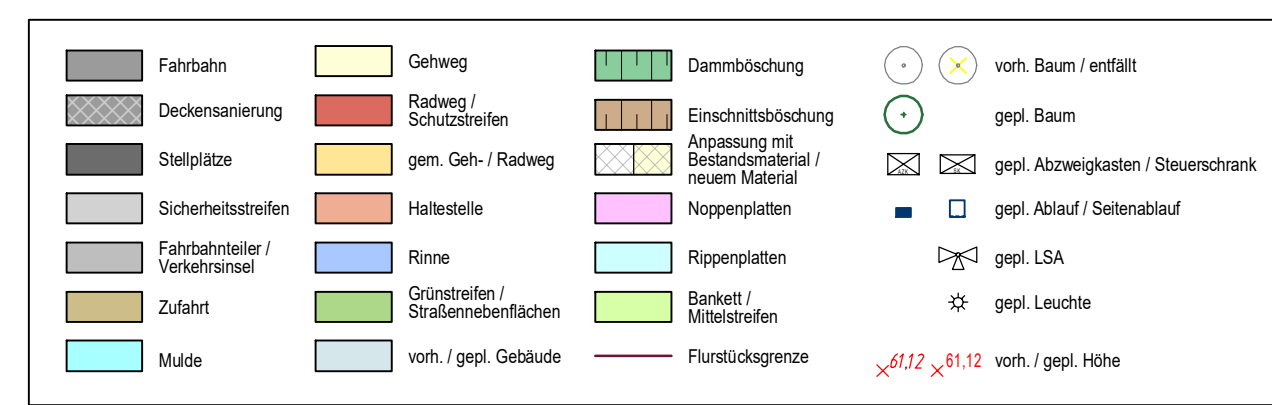 Fahrbahn
Deckensanierung
Stellplätze
Sicherheitsstreifen
Fahrbahnteiler /
Verkehrsinsel
Zufahrt
Mulde
Gehweg
Radweg /
Schutzstreifen
gem. Geh- / Radweg
Haltestelle
Rinne
Grünstreifen /
Straßennebenflächen
vorh. / gepl. Gebäude
Dammböschung
Einschnittsböschung
Anpassung mit
Bestandsmaterial /
neuem Material
Noppenplatten
Rippenplatten
Bankett /
Mittelstreifen
Flurstücksgrenze
vorh. Baum / entfällt
gepl. Baum
AZK SK gepl. Abzweigkasten / Steuerschrank
gepl. Ablauf / Seitenablauf
gepl. LSA
gepl. Leuchte
61,12 61,12 vorh. / gepl. Höhe